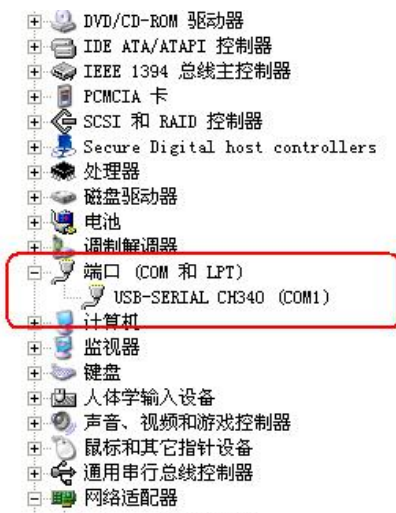 DVD/CD-ROM 驱动器
IDE ATA/ATAPI 控制器
IEEE 1394 总线主控制器
PCMCIA 卡
SCSI 和 RAID 控制器
Secure Digital host controllers
处理器
磁盘驱动器
电池
调制解调器
端口 (COM 和 LPT)
USB-SERIAL CH340 (COM1)
计算机
监视器
键盘
人体学输入设备
声音、视频和游戏控制器
鼠标和其它指针设备
通用串行总线控制器
网络适配器